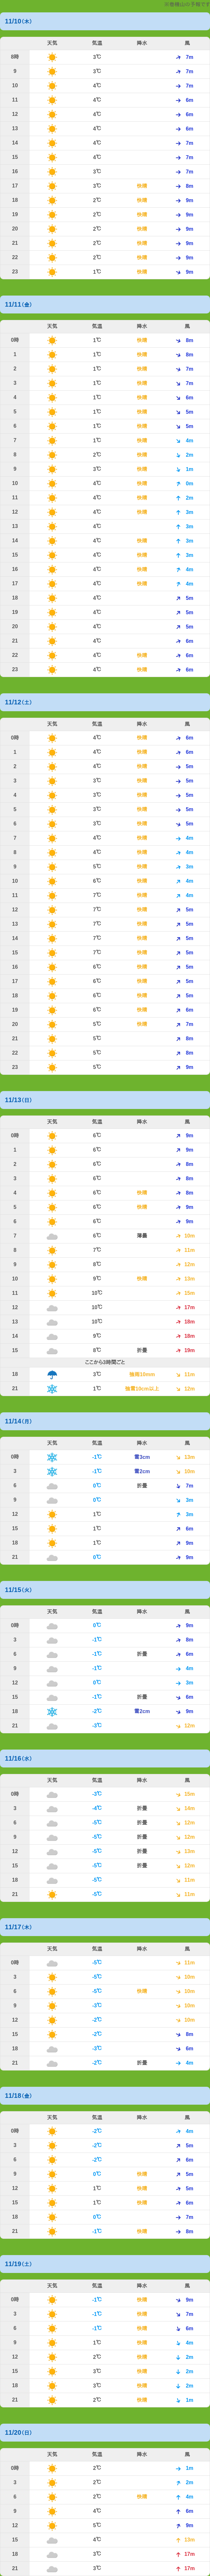 11/10(木)
天気 気温 降水 風
8時 3℃ 7m
9 3℃ 7m
10 4℃ 7m
11 4℃ 6m
12 4℃ 6m
13 4℃ 6m
14 4℃ 7m
15 4℃ 7m
16 3℃ 7m
17 3℃ 快晴 8m
18 2℃ 快晴 9m
19 2℃ 快晴 9m
20 2℃ 快晴 9m
21 2℃ 快晴 9m
22 2℃ 快晴 9m
23 1℃ 快晴 9m
11/11(金)
天気 気温 降水 風
0時 1℃ 快晴 8m
1 1℃ 快晴 8m
2 1℃ 快晴 7m
3 1℃ 快晴 7m
4 1℃ 快晴 6m
5 1℃ 快晴 5m
6 1℃ 快晴 5m
7 1℃ 快晴 4m
8 2℃ 快晴 2m
9 3℃ 快晴 1m
10 4℃ 快晴 0m
11 4℃ 快晴 2m
12 4℃ 快晴 3m
13 4℃ 快晴 3m
14 4℃ 快晴 3m
15 4℃ 快晴 3m
16 4℃ 快晴 4m
17 4℃ 快晴 4m
18 4℃ 5m
19 4℃ 5m
20 4℃ 5m
21 4℃ 6m
22 4℃ 快晴 6m
23 4℃ 快晴 6m
11/12(土)
天気 気温 降水 風
0時 4℃ 快晴 6m
1 4℃ 快晴 6m
2 4℃ 快晴 5m
3 3℃ 快晴 5m
4 3℃ 快晴 5m
5 3℃ 快晴 5m
6 3℃ 快晴 5m
7 4℃ 快晴 4m
8 4℃ 快晴 4m
9 5℃ 快晴 3m
10 6℃ 快晴 4m
11 7℃ 快晴 4m
12 7℃ 快晴 5m
13 7℃ 快晴 5m
14 7℃ 快晴 5m
15 7℃ 快晴 5m
16 6℃ 快晴 5m
17 6℃ 快晴 5m
18 6℃ 快晴 5m
19 6℃ 快晴 6m
20 5℃ 快晴 7m
21 5℃ 8m
22 5℃ 8m
23 5℃ 9m
11/13(日)
天気 気温 降水 風
0時 6℃ 9m
1 6℃ 9m
2 6℃ 8m
3 6℃ 8m
4 6℃ 快晴 8m
5 6℃ 快晴 9m
6 6℃ 9m
7 6℃ 薄曇 10m
8 7℃ 11m
9 8℃ 12m
10 9℃ 快晴 13m
11 10℃ 15m
12 10℃ 17m
13 10℃ 18m
14 9℃ 18m
15 8℃ 折曇 19m
ここから3時間ごと
18 3℃ 11m
21 1℃ 12m
11/14(月)
天気 気温 降水 風
0時 -1℃ 雪3cm 13m
3 -1℃ 雪2cm 10m
6 0℃ 折曇 7m
9 0℃ 3m
12 1℃ 3m
15 1℃ 6m
18 1℃ 9m
21 0℃ 9m
11/15(火)
天気 気温 降水 風
0時 0℃ 9m
3 -1℃ 8m
6 -1℃ 折曇 6m
9 -1℃ 4m
12 0℃ 3m
15 -1℃ 折曇 6m
18 -2℃ 雪2cm 9m
21 -3℃ 12m
11/16(水)
天気 気温 降水 風
0時 -3℃ 15m
3 -4℃ 折曇 14m
6 -5℃ 折曇 12m
9 -5℃ 折曇 12m
12 -5℃ 折曇 13m
15 -5℃ 折曇 12m
18 -5℃ 11m
21 -5℃ 11m
11/17(木)
天気 気温 降水 風
0時 -5℃ 11m
3 -5℃ 10m
6 -5℃ 快晴 10m
9 -3℃ 10m
12 -2℃ 10m
15 -2℃ 8m
18 -3℃ 6m
21 -2℃ 折曇 4m
11/18(金)
天気 気温 降水 風
0時 -2℃ 4m
3 -2℃ 5m
6 -2℃ 6m
9 0℃ 快晴 5m
12 1℃ 快晴 5m
15 1℃ 快晴 6m
18 0℃ 7m
21 -1℃ 快晴 8m
11/19(土)
天気 気温 降水 風
0時 -1℃ 快晴 9m
3 -1℃ 快晴 7m
6 -1℃ 快晴 6m
9 1℃ 快晴 4m
12 2℃ 快晴 2m
15 3℃ 快晴 2m
18 3℃ 快晴 2m
21 2℃ 快晴 1m
11/20(日)
天気 気温 降水 風
0時 2℃ 1m
3 2℃ 2m
6 2℃ 快晴 4m
9 4℃ 6m
12 5℃ 9m
15 4℃ 13m
18 3℃ 17m
21 3℃ 17m